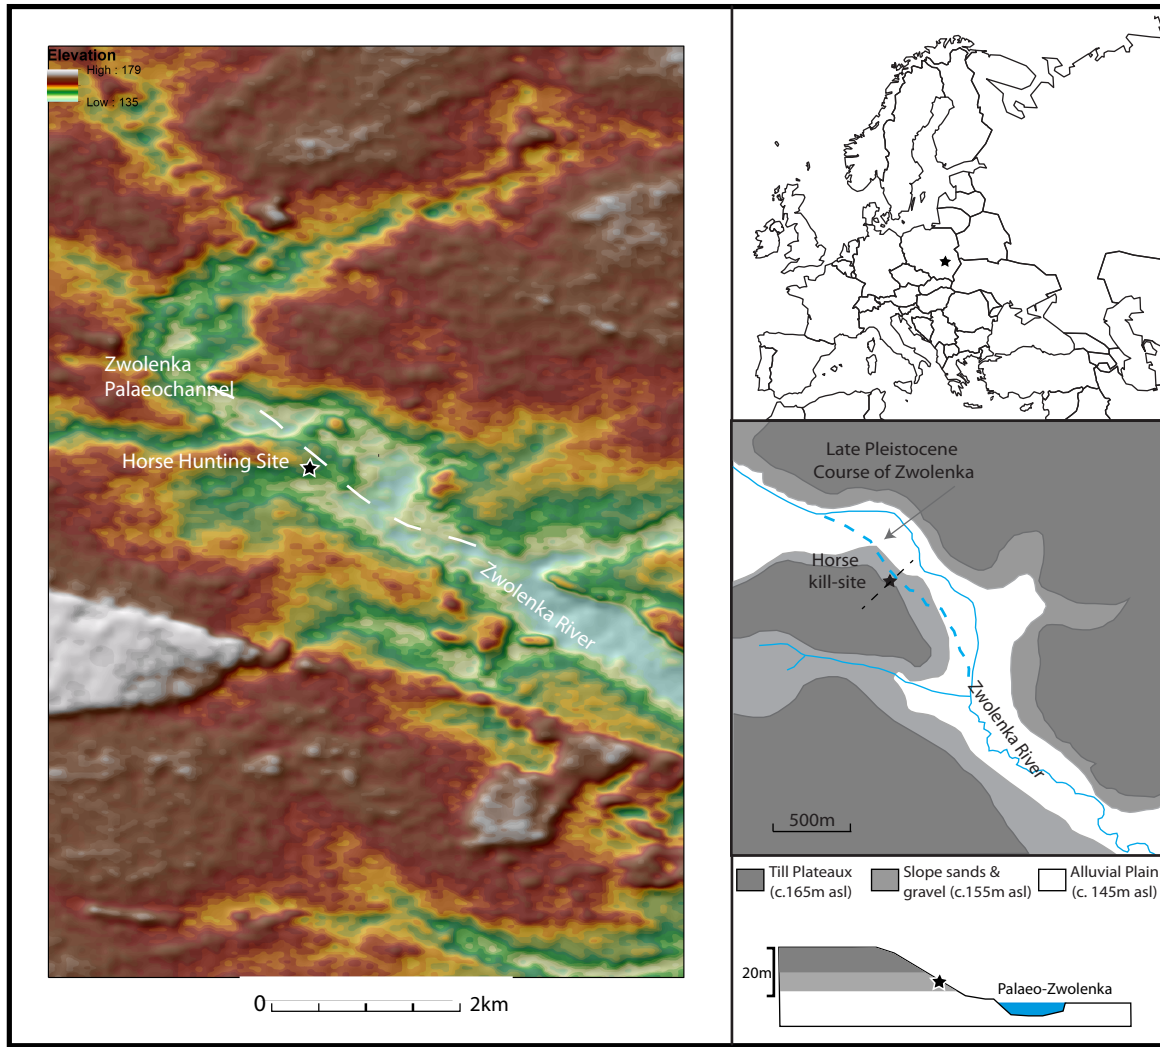 Elevation
High : 179
Low : 135
Zwolenka
Palaeochannel
Horse Hunting Site
Zwolenka River
0
2km
Late Pleistocene
Course of Zwolenka
Horse
kill-site
Zwolenka River
500m
Till Plateaux
(c.165m asl)
Slope sands &
gravel (c.155m asl)
Alluvial Plain
(c. 145m asl)
20m
Palaeo-Zwolenka